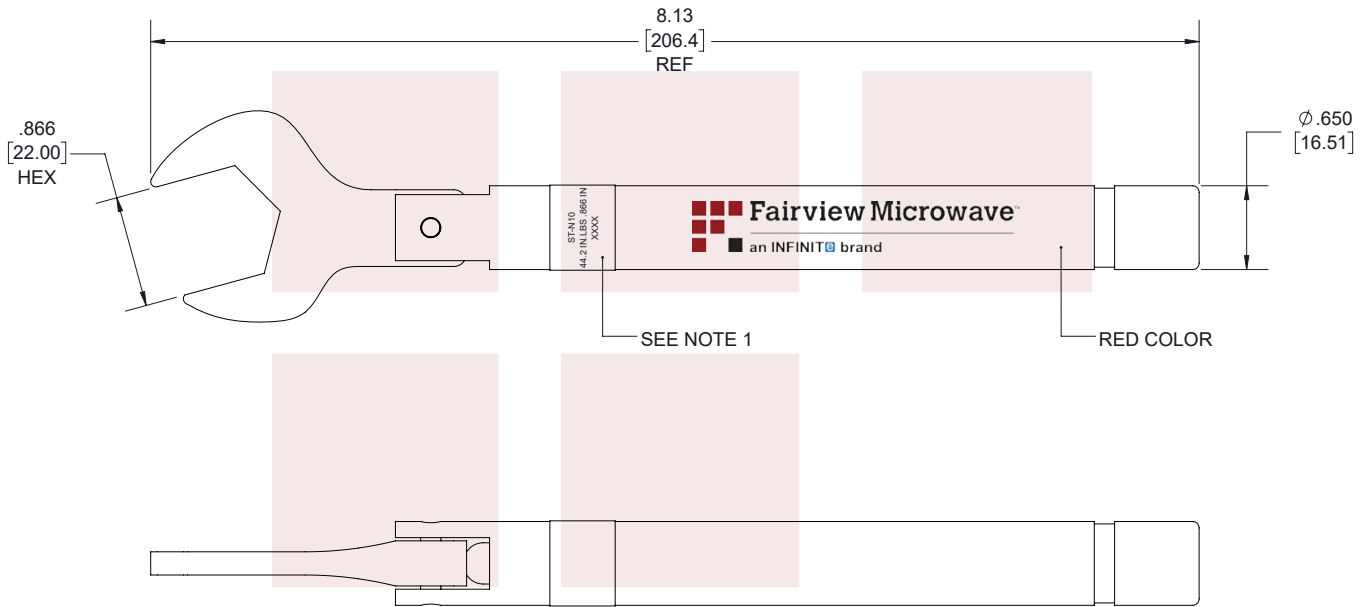 8.13
[206.4]
REF
.866
[22.00]
HEX
Ø.650
[16.51]
ST-N10
44.2 IN.LBS .866 IN
XXXX
Fairview Microwave™
an INFINIT@ brand
SEE NOTE 1
RED COLOR